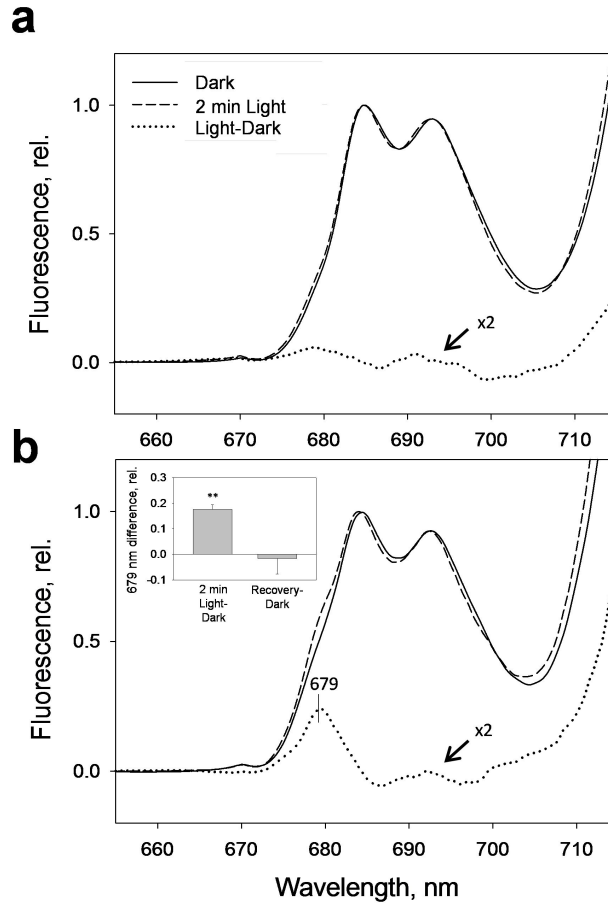 a
Dark
2 min Light
Light-Dark
1.0
0.5
0.0
Fluorescence, rel.
x2
660 670 680 690 700 710
b
0.3
0.2
0.1
0.0
-0.1
679 nm difference, rel.
**
2 min
Light-
Dark
Recovery-
Dark
1.0
0.5
0.0
Fluorescence, rel.
679
x2
660 670 680 690 700 710
Wavelength, nm